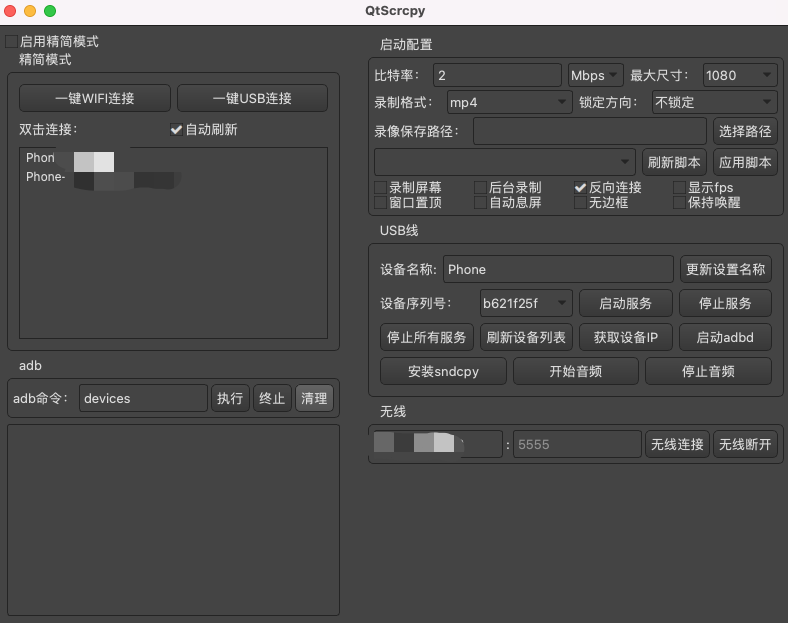 QtScrcpy
启用精简模式
精简模式
一键WIFI连接 一键USB连接
双击连接: 自动刷新
Phon
Phone-
adb
adb命令: devices 执行 终止 清理
启动配置
比特率: 2 Mbps 最大尺寸: 1080
录制格式: mp4 锁定方向: 不锁定
录像保存路径: 选择路径
刷新脚本 应用脚本
录制屏幕 后台录制 反向连接 显示fps
窗口置顶 自动息屏 无边框 保持唤醒
USB线
设备名称: Phone 更新设置名称
设备序列号: b621f25f 启动服务 停止服务
停止所有服务 刷新设备列表 获取设备IP 启动adbd
安装sndcpy 开始音频 停止音频
无线
: 5555 无线连接 无线断开